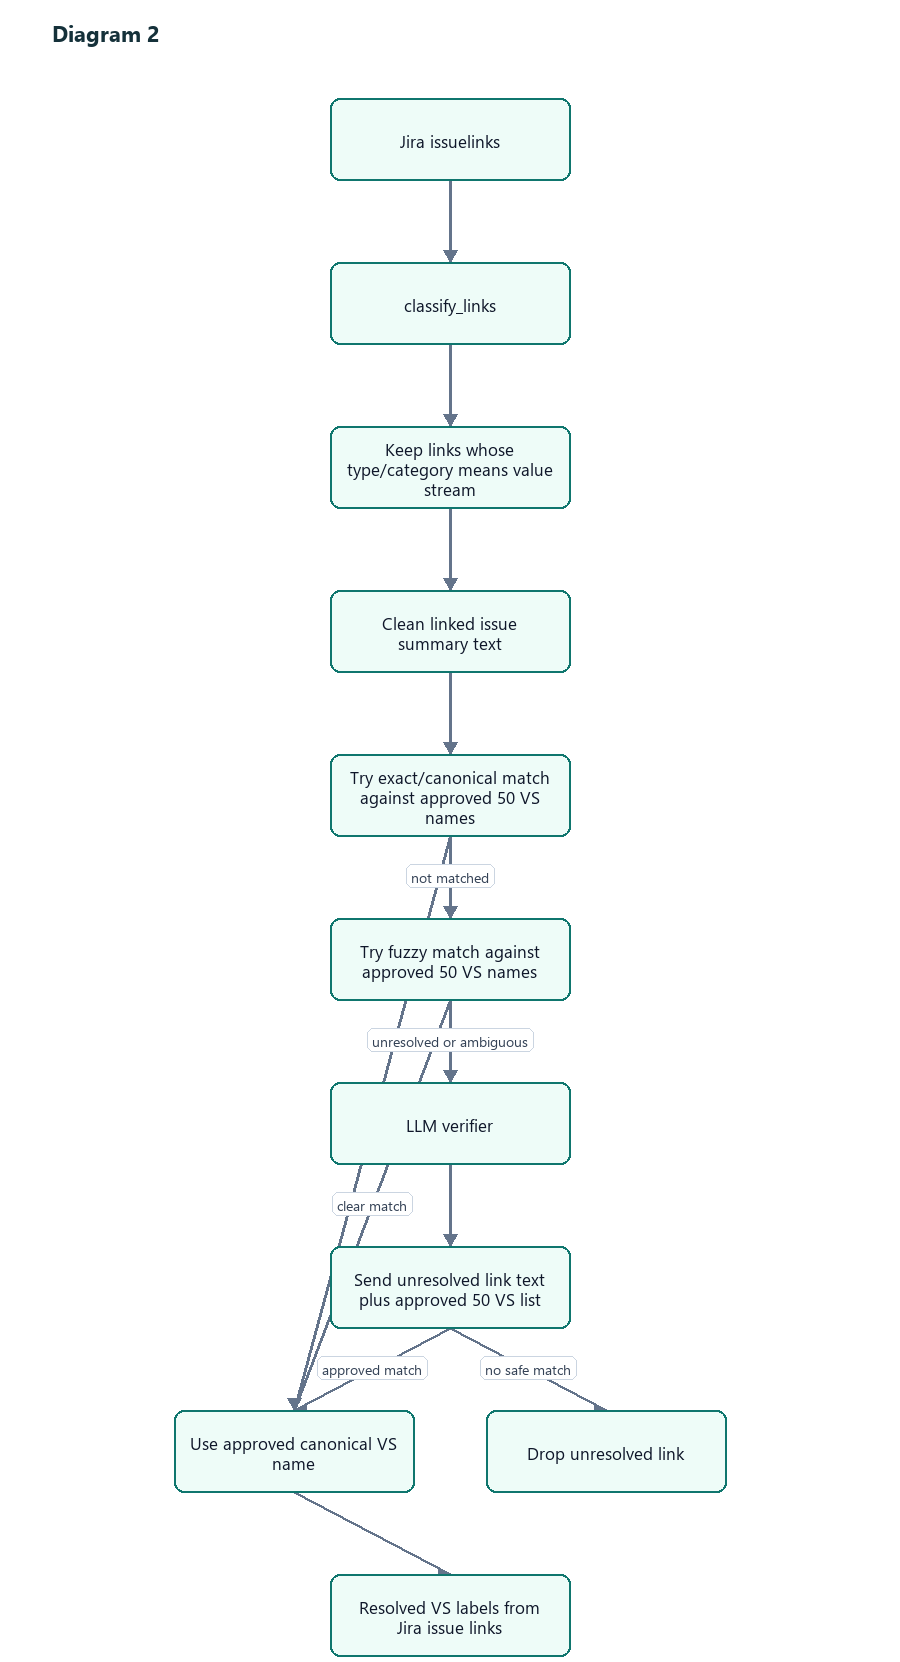 Diagram 2
Jira issuelinks
classify_links
Keep links whose
type/category means value
stream
Clean linked issue
summary text
Try exact/canonical match
against approved 50 VS
names
not matched
Try fuzzy match against
approved 50 VS names
unresolved or ambiguous
LLM verifier
clear match
Send unresolved link text
plus approved 50 VS list
approved match
no safe match
Use approved canonical VS
name
Drop unresolved link
Resolved VS labels from
Jira issue links